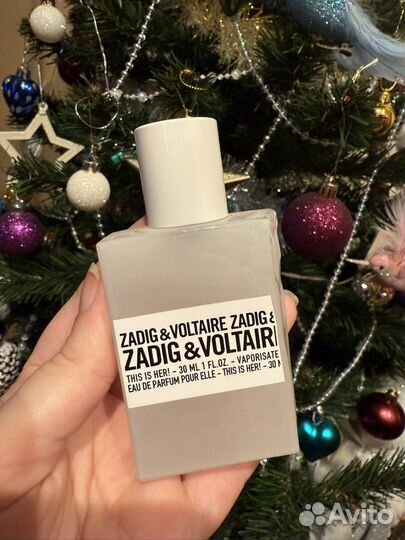 ZADIG&VOLTAIRE ZADIG &
ZADIG &VOLTAIR
THIS IS HER! – 30 ML 1 FL.OZ. – VAPORISATE
EAU DE PARFUM POUR ELLE – THIS IS HER! – 30 M
Avito